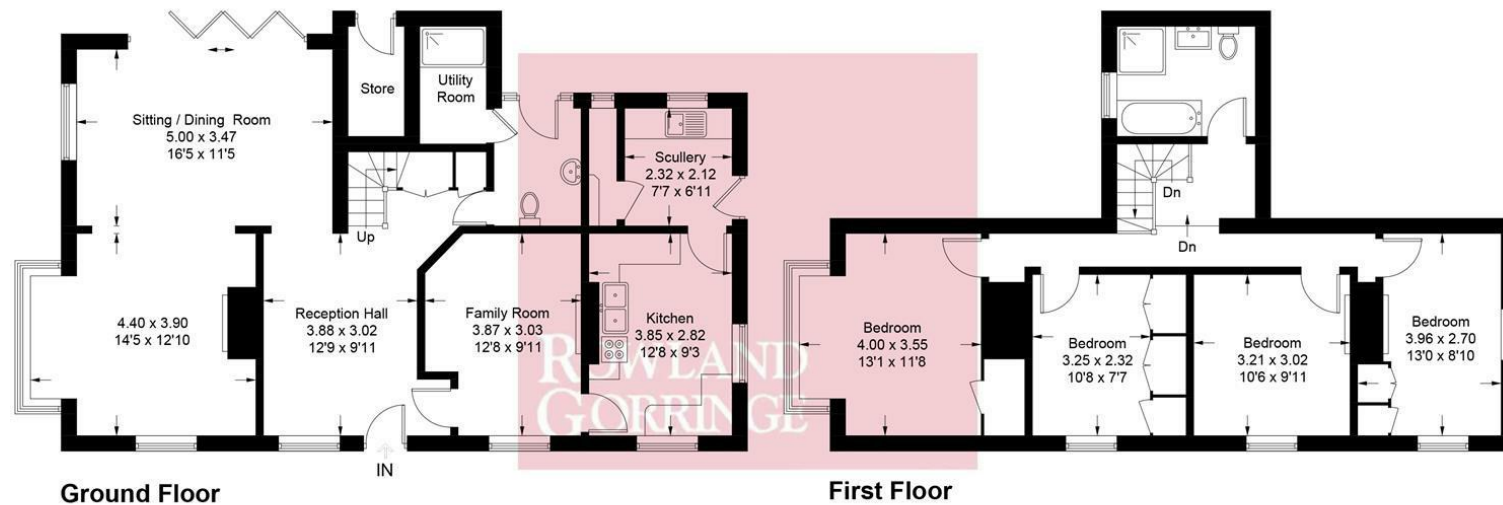 Sitting / Dining Room
5.00 x 3.47
16'5 x 11'5
Store
Utility
Room
Scullery
2.32 x 2.12
7'7 x 6'11
Up
4.40 x 3.90
14'5 x 12'10
Reception Hall
3.88 x 3.02
12'9 x 9'11
Family Room
3.87 x 3.03
12'8 x 9'11
Kitchen
3.85 x 2.82
12'8 x 9'3
IN
Ground Floor
ROWLAND
GORRINGE
Dn
Dn
Bedroom
4.00 x 3.55
13'1 x 11'8
Bedroom
3.25 x 2.32
10'8 x 7'7
Bedroom
3.21 x 3.02
10'6 x 9'11
Bedroom
3.96 x 2.70
13'0 x 8'10
First Floor